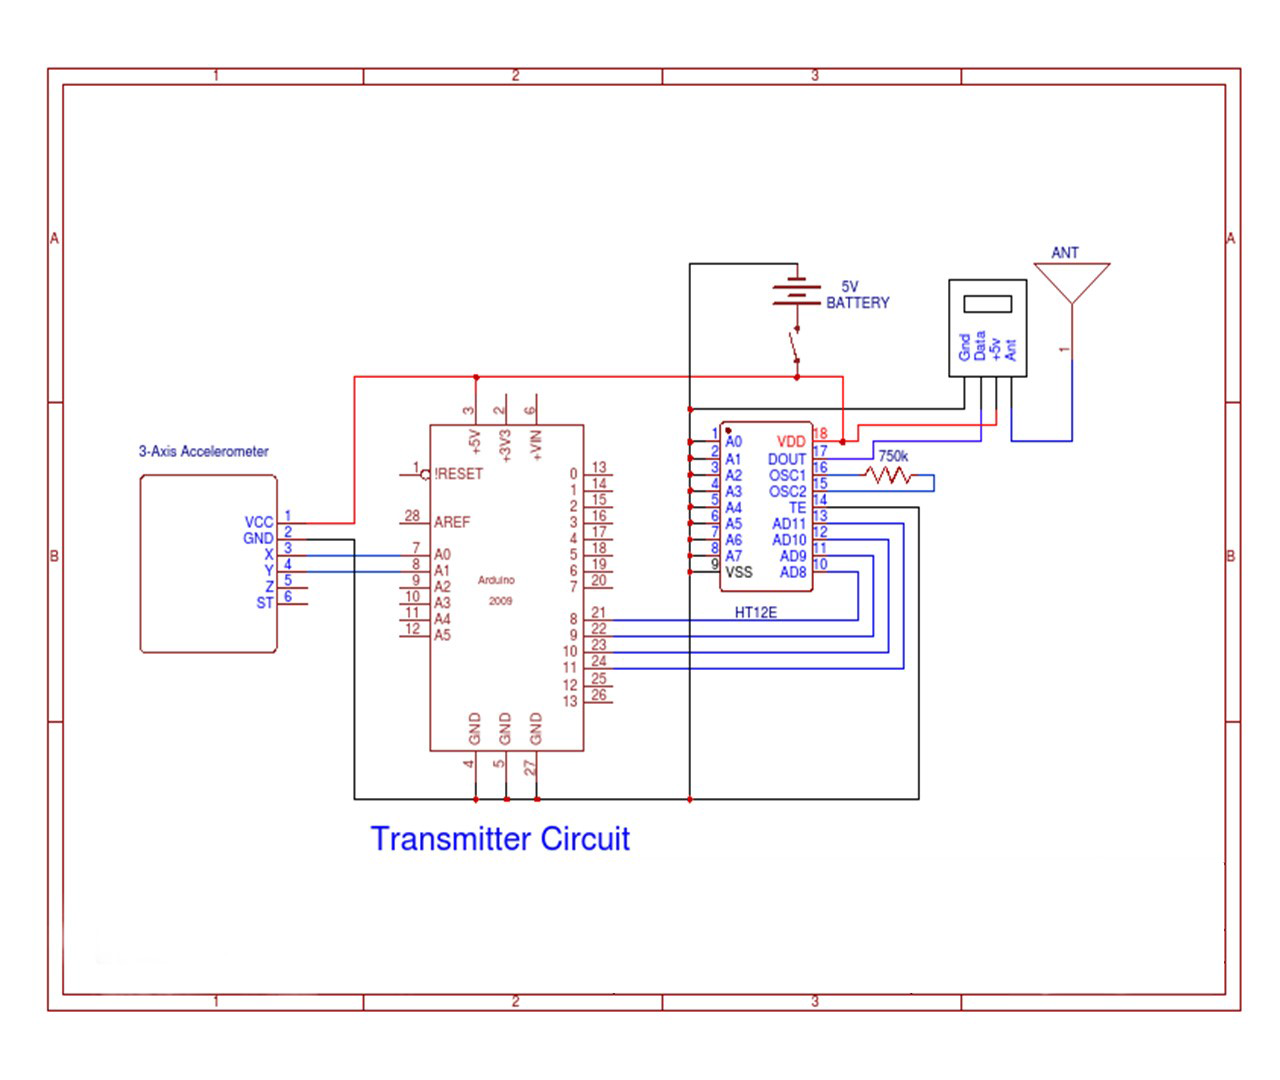 1 2 3
A A
ANT
5V
BATTERY
Gnd Data +5v Ant
1
3 2 6
+5V +3V3 +VIN
3-Axis Accelerometer
VCC 1
GND 2
X 3
Y 4
Z 5
ST 6
1 !RESET
28 AREF
7 A0
8 A1
9 A2
10 A3
11 A4
12 A5
Arduino
2009
0 13
1 14
2 15
3 16
4 17
5 18
6 19
7 20
8 21
9 22
10 23
11 24
12 25
13 26
GND GND GND
4 5 27
1 A0 VDD 18
2 A1 DOUT 17
3 A2 OSC1 16
4 A3 OSC2 15
5 A4 TE 14
6 A5 AD11 13
7 A6 AD10 12
8 A7 AD9 11
9 VSS AD8 10
750k
HT12E
B B
Transmitter Circuit
1 2 3